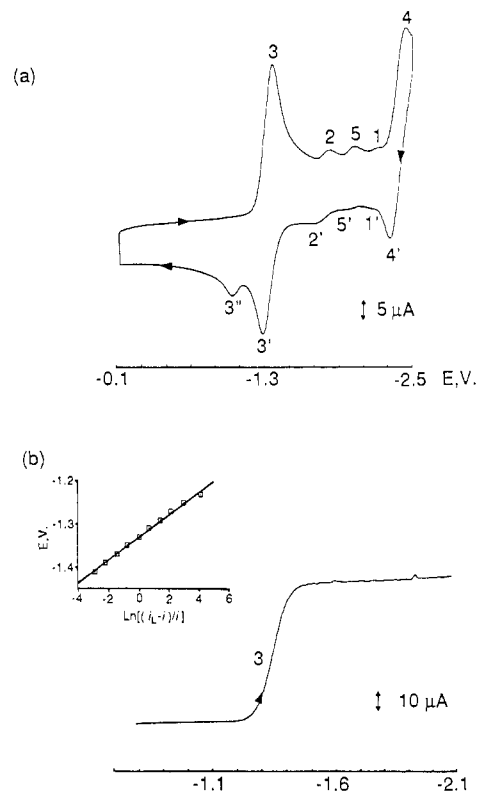 (a)
3
4
2 5 1
2' 5' 1'
4'
3"
3'
5 μA
-0.1 -1.3 -2.5 E,V.
(b)
-1.2
-1.3
-1.4
E,V.
-4 -2 0 2 4 6
Ln[(iL-i)/i]
3
10 μA
-1.1 -1.6 -2.1